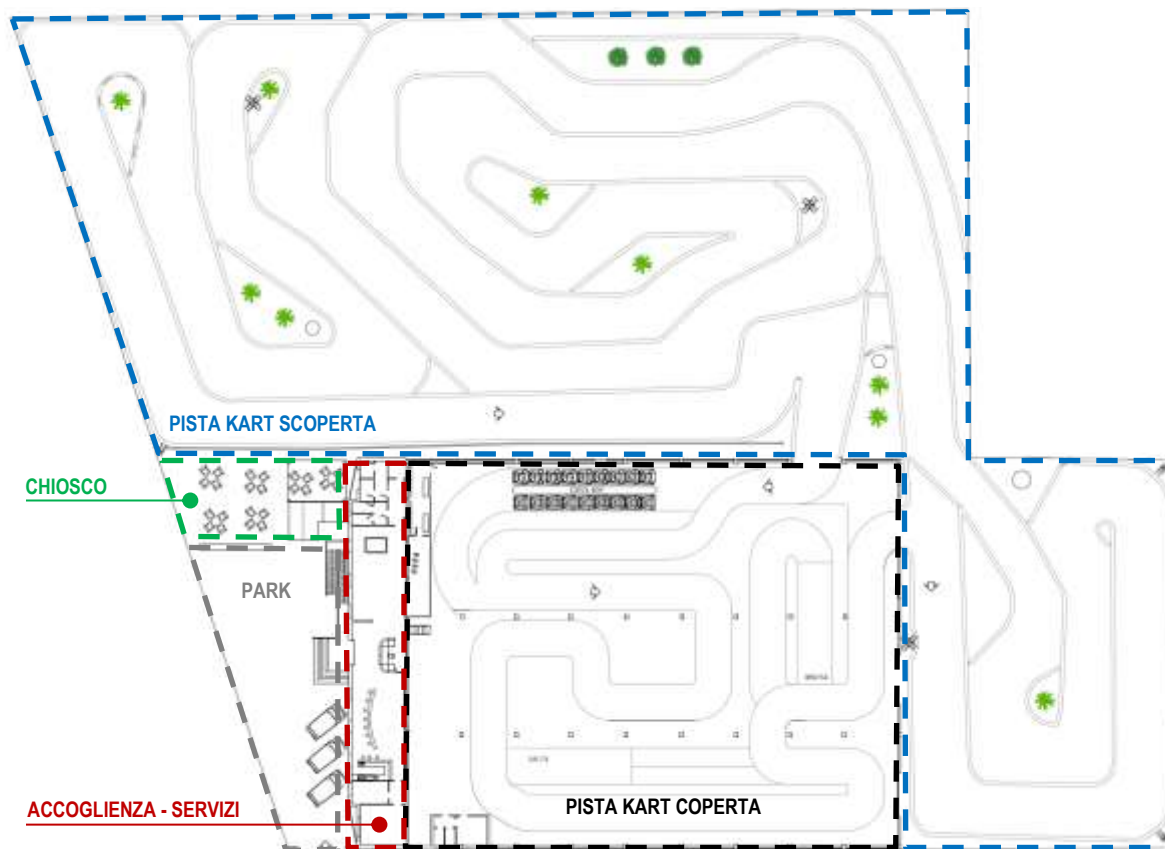 PISTA KART SCOPERTA
CHIOSCO
PARK
ACCOGLIENZA - SERVIZI
PISTA KART COPERTA